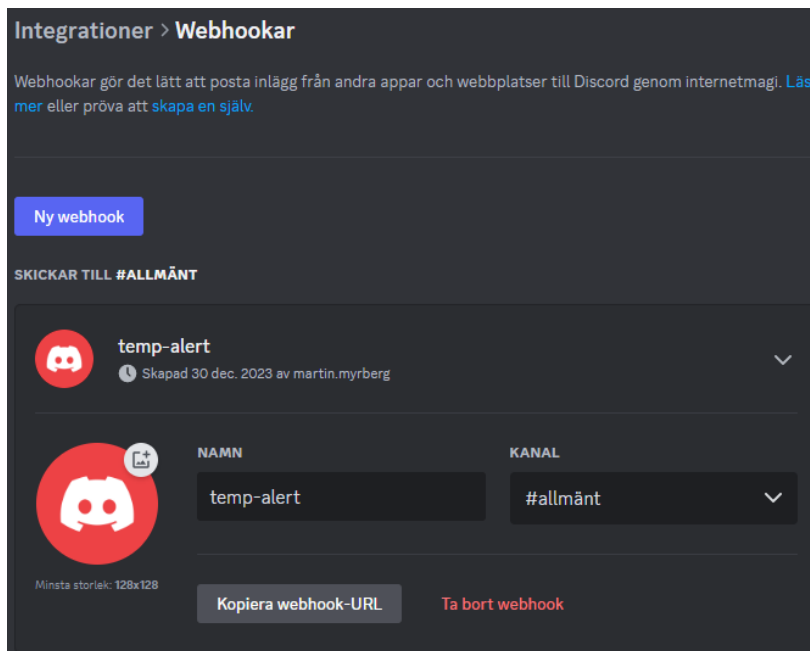 Integrationer > Webhookar
Webhookar gör det lätt att posta inlägg från andra appar och webbplatser till Discord genom internetmagi. Läs
mer eller pröva att skapa en själv.
Ny webhook
SKICKAR TILL #ALLMÄNT
temp-alert
Skapad 30 dec. 2023 av martin.myrberg
NAMN
KANAL
temp-alert
#allmänt
Minsta storlek: 128x128
Kopiera webhook-URL
Ta bort webhook